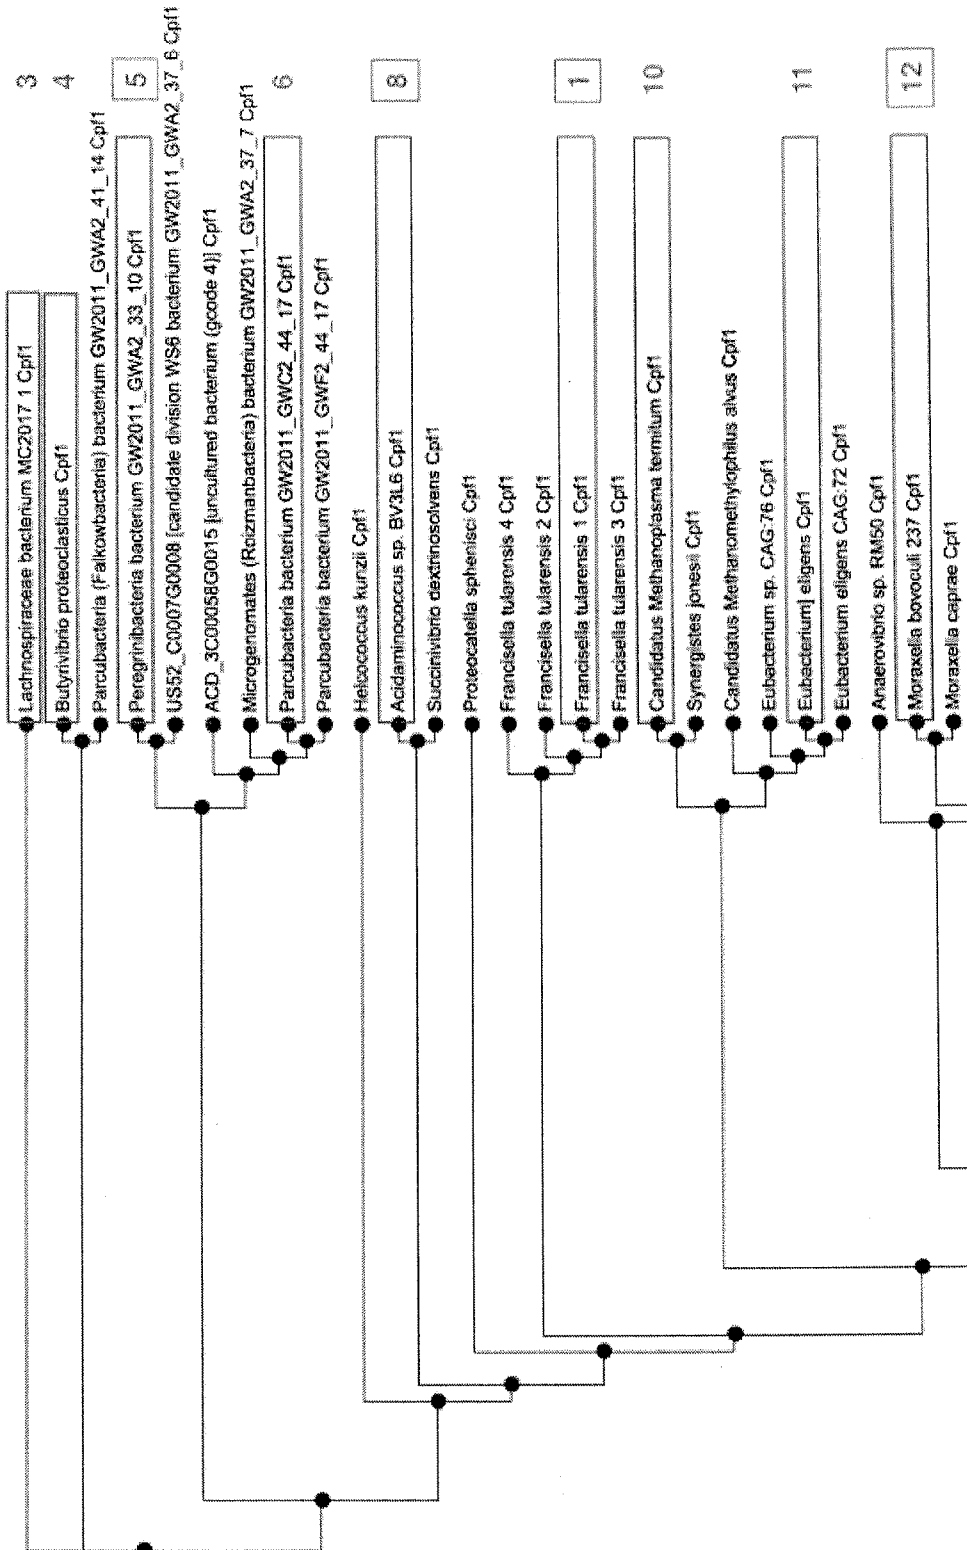 3
Lachnospiraceae bacterium MC2017 1 Cpf1
4
Butyrivibrio proteoclasticus Cpf1
Parcubacteria (Falkowbacteria) bacterium GW2011_GWA2_41_14 Cpf1
5
Peregrinibacteria bacterium GW2011_GWA2_33_10 Cpf1
US52_C0007G0008 [candidate division WS6 bacterium GW2011_GWA2_37_6 Cpf1
ACD_3C00058G0015 [uncultured bacterium (gcode 4)] Cpf1
Microgenomates (Roizmanbacteria) bacterium GW2011_GWA2_37_7 Cpf1
6
Parcubacteria bacterium GW2011_GWC2_44_17 Cpf1
Parcubacteria bacterium GW2011_GWF2_44_17 Cpf1
Helcococcus kunzii Cpf1
8
Acidaminococcus sp. BV3L6 Cpf1
Succinivibrio dextrinosolvens Cpf1
Proteocatella sphenisci Cpf1
Francisella tularensis 4 Cpf1
Francisella tularensis 2 Cpf1
1
Francisella tularensis 1 Cpf1
Francisella tularensis 3 Cpf1
10
Candidatus Methanoplasma termitum Cpf1
Synergistes jonesii Cpf1
Candidatus Methanomethylophilus alvus Cpf1
Eubacterium sp. CAG:76 Cpf1
11
Eubacterium] eligens Cpf1
Eubacterium eligens CAG:72 Cpf1
Anaerovibrio sp. RM50 Cpf1
12
Moraxella bovoculi 237 Cpf1
Moraxella caprae Cpf1